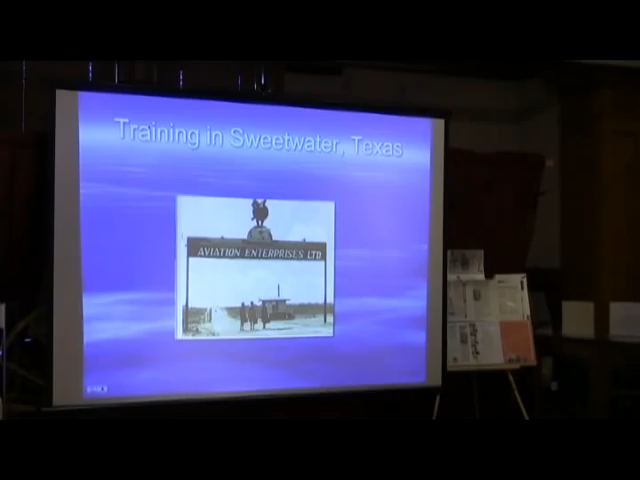 Training in Sweetwater, Texas
AVIATION ENTERPRISES LTD